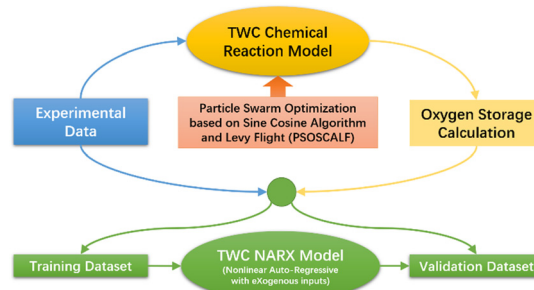 TWC Chemical
Reaction Model
Experimental
Data
Particle Swarm Optimization
based on Sine Cosine Algorithm
and Levy Flight (PSOSCALF)
Oxygen Storage
Calculation
Training Dataset
TWC NARX Model
(Nonlinear Auto-Regressive
with eXogenous inputs)
Validation Dataset